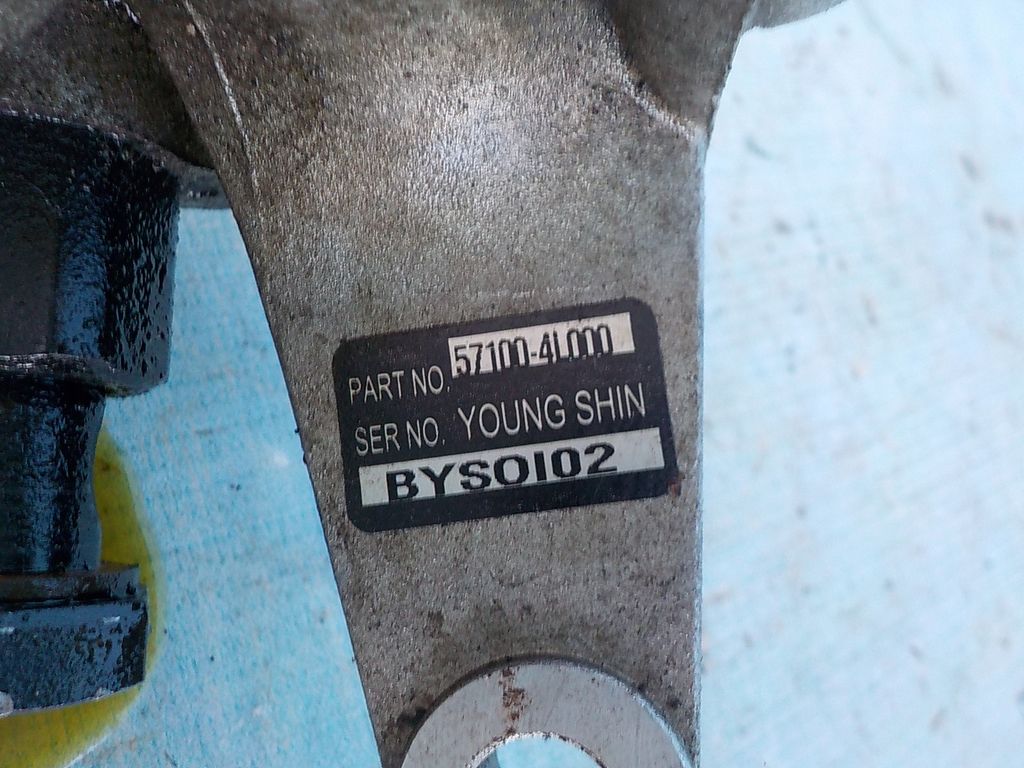 PART NO. 57100-4L000
SER NO. YOUNG SHIN
BYSOI02